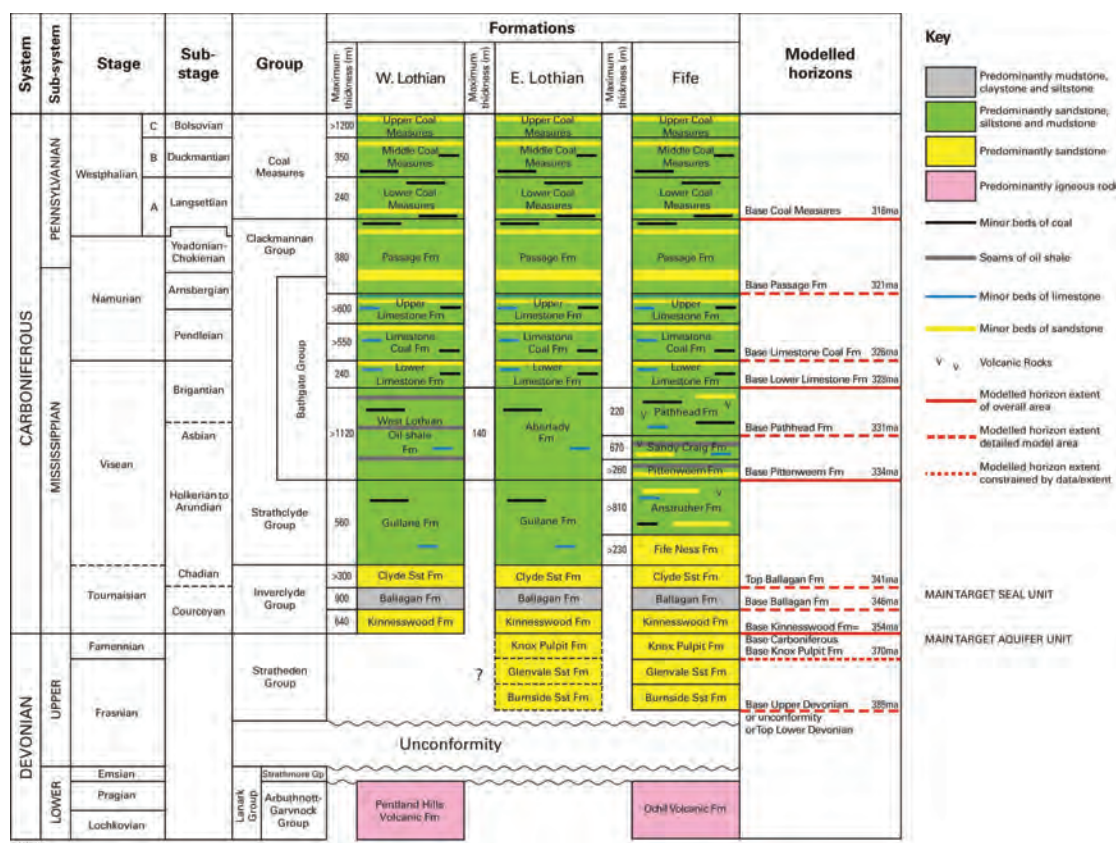 System
Sub-system
Stage
Sub-
stage
Group
Formations
Maximum
thickness (m)
W. Lothian
Maximum
thickness (m)
E. Lothian
Maximum
thickness (m)
Fife
Modelled
horizons
CARBONIFEROUS
DEVONIAN
PENNSYLVANIAN
MISSISSIPPIAN
UPPER
LOWER
Westphalian
C
B
A
Namurian
Visean
Tournaisian
Famennian
Frasnian
Emsian
Pragian
Lochkovian
Bolsovian
Duckmantian
Langsettian
Yeadonian-
Chokierian
Arnsbergian
Pendleian
Brigantian
Asbian
Holkerian to
Arundian
Chadian
Courceyan
Coal
Measures
Clackmannan
Group
Bathgate Group
Strathclyde
Group
Inverclyde
Group
Stratheden
Group
Lanark
Group
Strathmore Gp
Arbuthnott-
Garvnock
Group
>1200
350
240
380
>600
>550
240
>1120
560
>300
900
640
Upper Coal
Measures
Middle Coal
Measures
Lower Coal
Measures
Passage Fm
Upper
Limestone Fm
Limestone
Coal Fm
Lower
Limestone Fm
West Lothian
Oil-shale
Fm
Gullane Fm
Clyde Sst Fm
Ballagan Fm
Kinnesswood Fm
Pentland Hills
Volcanic Fm
140
?
Upper Coal
Measures
Middle Coal
Measures
Lower Coal
Measures
Passage Fm
Upper
Limestone Fm
Limestone
Coal Fm
Lower
Limestone Fm
Aberlady
Fm
Gullane Fm
Clyde Sst Fm
Ballagan Fm
Kinnesswood Fm
Knox Pulpit Fm
Glenvale Sst Fm
Burnside Sst Fm
220
670
>260
>810
>230
Upper Coal
Measures
Middle Coal
Measures
Lower Coal
Measures
Passage Fm
Upper
Limestone Fm
Limestone
Coal Fm
Lower
Limestone Fm
Pathhead Fm
Sandy Craig Fm
Pittenweem Fm
Anstruther Fm
Fife Ness Fm
Clyde Sst Fm
Ballagan Fm
Kinnesswood Fm
Knox Pulpit Fm
Glenvale Sst Fm
Burnside Sst Fm
Ochil Volcanic Fm
Unconformity
Base Coal Measures 318ma
Base Passage Fm 321ma
Base Limestone Coal Fm 326ma
Base Lower Limestone Fm 328ma
Base Pathhead Fm 331ma
Base Pittenweem Fm 334ma
Top Ballagan Fm 341ma
Base Ballagan Fm 346ma
Base Kinnesswood Fm= 354ma
Base Carboniferous
Base Knox Pulpit Fm 370ma
Base Upper Devonian 385ma
or unconformity
or Top Lower Devonian
Key
Predominantly mudstone,
claystone and siltstone
Predominantly sandstone,
siltstone and mudstone
Predominantly sandstone
Predominantly igneous rock
Minor beds of coal
Seams of oil shale
Minor beds of limestone
Minor beds of sandstone
v v Volcanic Rocks
Modelled horizon extent
of overall area
Modelled horizon extent
detailed model area
Modelled horizon extent
constrained by data/extent
MAIN TARGET SEAL UNIT
MAIN TARGET AQUIFER UNIT